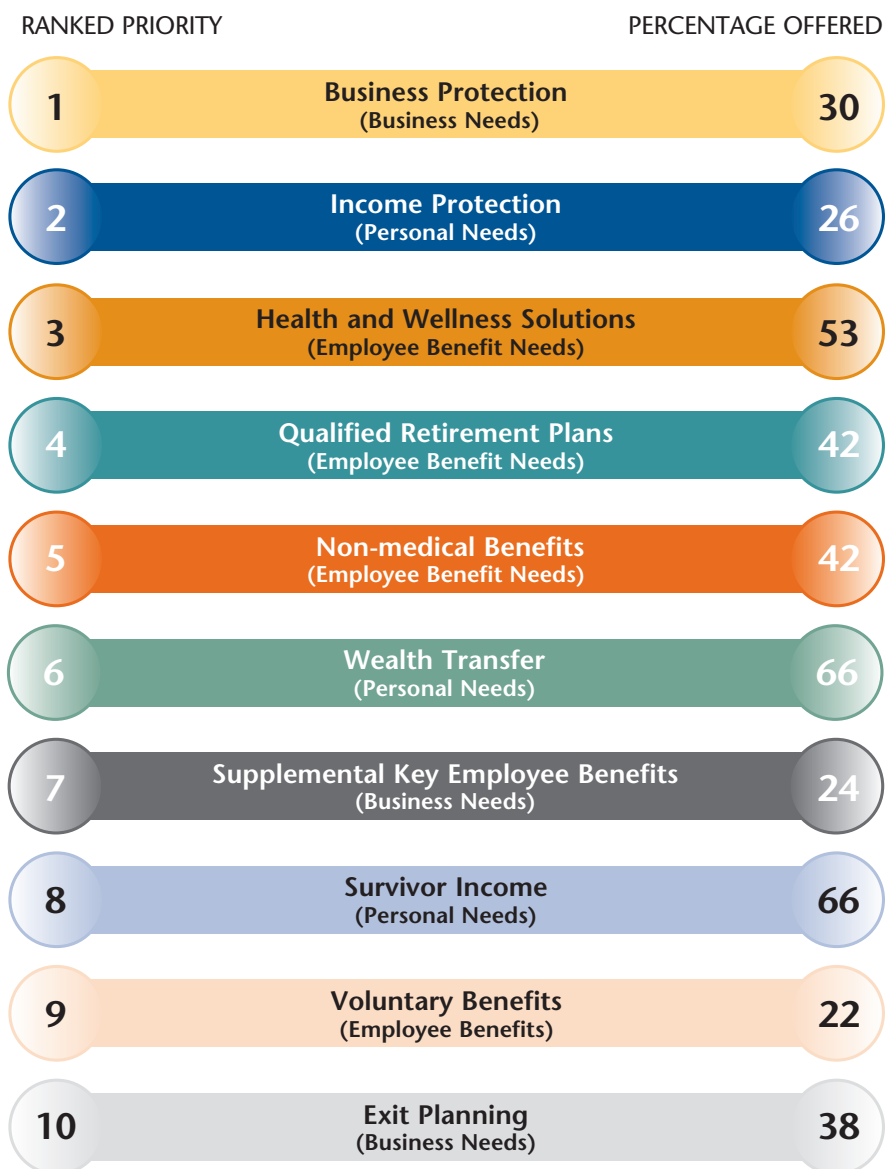 RANKED PRIORITY PERCENTAGE OFFERED
1 Business Protection 30
(Business Needs)
2 Income Protection 26
(Personal Needs)
3 Health and Wellness Solutions 53
(Employee Benefit Needs)
4 Qualified Retirement Plans 42
(Employee Benefit Needs)
5 Non-medical Benefits 42
(Employee Benefit Needs)
6 Wealth Transfer 66
(Personal Needs)
7 Supplemental Key Employee Benefits 24
(Business Needs)
8 Survivor Income 66
(Personal Needs)
9 Voluntary Benefits 22
(Employee Benefits)
10 Exit Planning 38
(Business Needs)